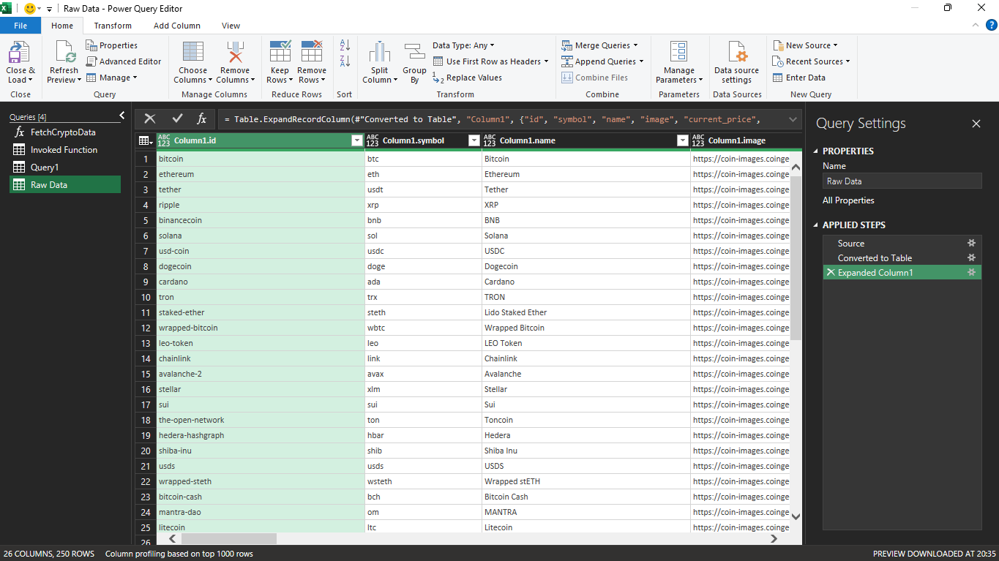 Raw Data - Power Query Editor
File Home Transform Add Column View
Close & Load
Close
Refresh Preview
Properties
Advanced Editor
Manage
Query
Choose Columns
Remove Columns
Manage Columns
Keep Rows
Remove Rows
Reduce Rows
Sort
Split Column
Group By
Data Type: Any
Use First Row as Headers
Replace Values
Transform
Merge Queries
Append Queries
Combine Files
Combine
Manage Parameters
Parameters
Data source settings
Data Sources
New Source
Recent Sources
Enter Data
New Query
Queries [4]
FetchCryptoData
Invoked Function
Query1
Raw Data
fx = Table.ExpandRecordColumn(#"Converted to Table", "Column1", {"id", "symbol", "name", "image", "current_price",
ABC 123 Column1.id ABC 123 Column1.symbol ABC 123 Column1.name ABC 123 Column1.image
1 bitcoin btc Bitcoin https://coin-images.coinge
2 ethereum eth Ethereum https://coin-images.coinge
3 tether usdt Tether https://coin-images.coinge
4 ripple xrp XRP https://coin-images.coinge
5 binancecoin bnb BNB https://coin-images.coinge
6 solana sol Solana https://coin-images.coinge
7 usd-coin usdc USDC https://coin-images.coinge
8 dogecoin doge Dogecoin https://coin-images.coinge
9 cardano ada Cardano https://coin-images.coinge
10 tron trx TRON https://coin-images.coinge
11 staked-ether steth Lido Staked Ether https://coin-images.coinge
12 wrapped-bitcoin wbtc Wrapped Bitcoin https://coin-images.coinge
13 leo-token leo LEO Token https://coin-images.coinge
14 chainlink link Chainlink https://coin-images.coinge
15 avalanche-2 avax Avalanche https://coin-images.coinge
16 stellar xlm Stellar https://coin-images.coinge
17 sui sui Sui https://coin-images.coinge
18 the-open-network ton Toncoin https://coin-images.coinge
19 hedera-hashgraph hbar Hedera https://coin-images.coinge
20 shiba-inu shib Shiba Inu https://coin-images.coinge
21 usds usds USDS https://coin-images.coinge
22 wrapped-steth wsteth Wrapped stETH https://coin-images.coinge
23 bitcoin-cash bch Bitcoin Cash https://coin-images.coinge
24 mantra-dao om MANTRA https://coin-images.coinge
25 litecoin ltc Litecoin https://coin-images.coinge
26
Query Settings
PROPERTIES
Name
Raw Data
All Properties
APPLIED STEPS
Source
Converted to Table
Expanded Column1
26 COLUMNS, 250 ROWS Column profiling based on top 1000 rows PREVIEW DOWNLOADED AT 20:35